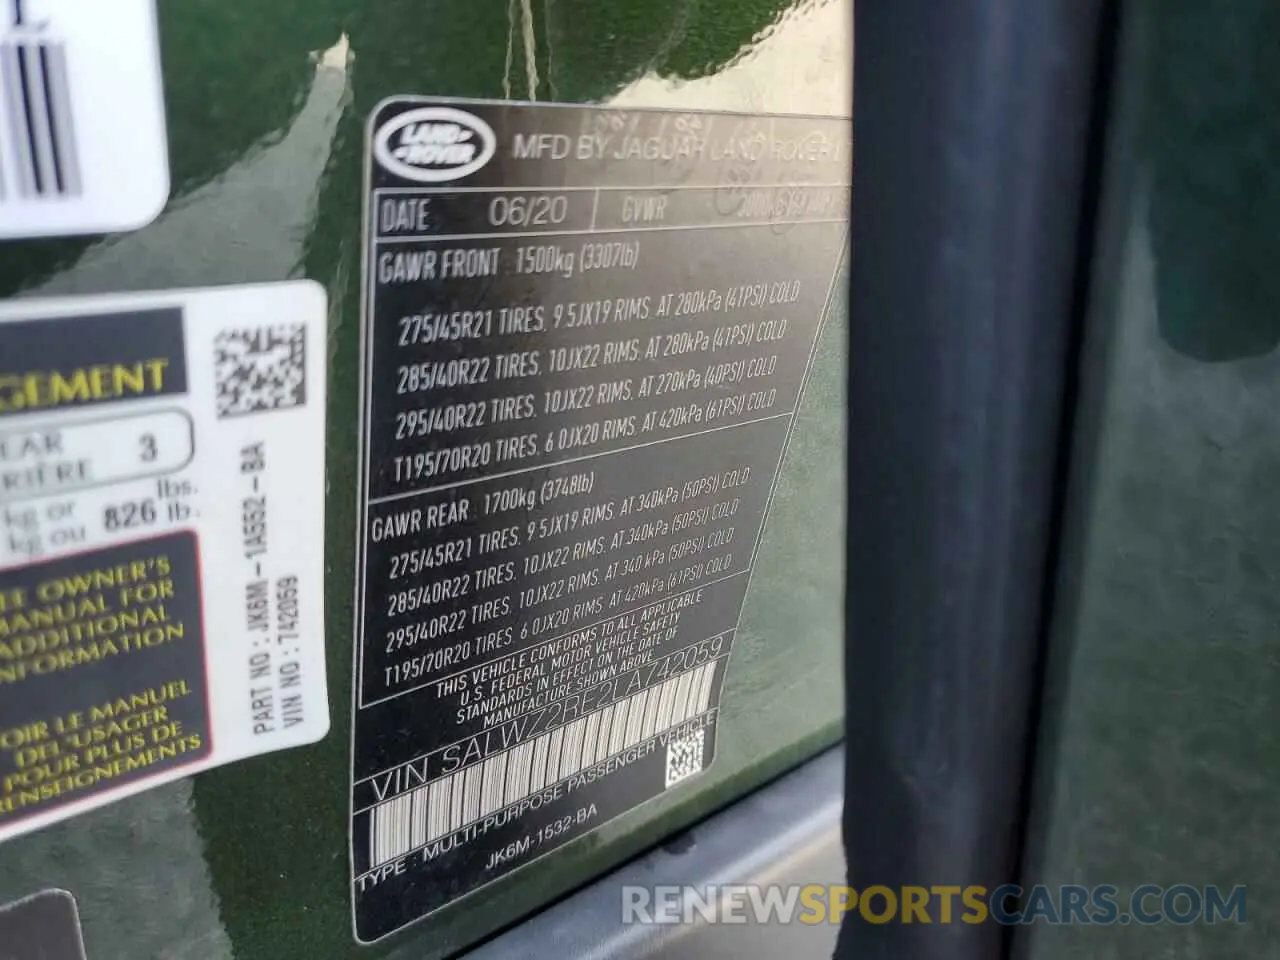 LAND ROVER
MFD BY JAGUAR LAND ROVER
DATE 06/20 GVWR
GAWR FRONT 1500kg (3307lb)
275/45R21 TIRES, 9.5JX19 RIMS, AT 280kPa (41PSI) COLD
285/40R22 TIRES, 10JX22 RIMS, AT 280kPa (41PSI) COLD
295/40R22 TIRES, 10JX22 RIMS, AT 270kPa (40PSI) COLD
T195/70R20 TIRES, 6.0JX20 RIMS, AT 420kPa (61PSI) COLD
GAWR REAR 1700kg (3748lb)
275/45R21 TIRES, 9.5JX19 RIMS, AT 340kPa (50PSI) COLD
285/40R22 TIRES, 10JX22 RIMS, AT 340kPa (50PSI) COLD
295/40R22 TIRES, 10JX22 RIMS, AT 340 kPa (50PSI) COLD
T195/70R20 TIRES, 6.0JX20 RIMS, AT 420kPa (61PSI) COLD
THIS VEHICLE CONFORMS TO ALL APPLICABLE
U.S. FEDERAL MOTOR VEHICLE SAFETY
STANDARDS IN EFFECT ON THE DATE OF
MANUFACTURE SHOWN ABOVE
VIN SALWZ2RE2LA742059
TYPE : MULTI-PURPOSE PASSENGER VEHICLE
JK6M-1532-BA
GEMENT
EAR
RIÈRE 3
kg or
kg ou 826 lbs.
lb.
OWNER'S
MANUAL FOR
ADDITIONAL
NFORMATION
OIR LE MANUEL
DEL'USAGER
POUR PLUS DE
RENSEIGNEMENTS
PART NO : JK6M-1A552-BA
VIN NO : 742059
RENEWSPORTSCARS.COM